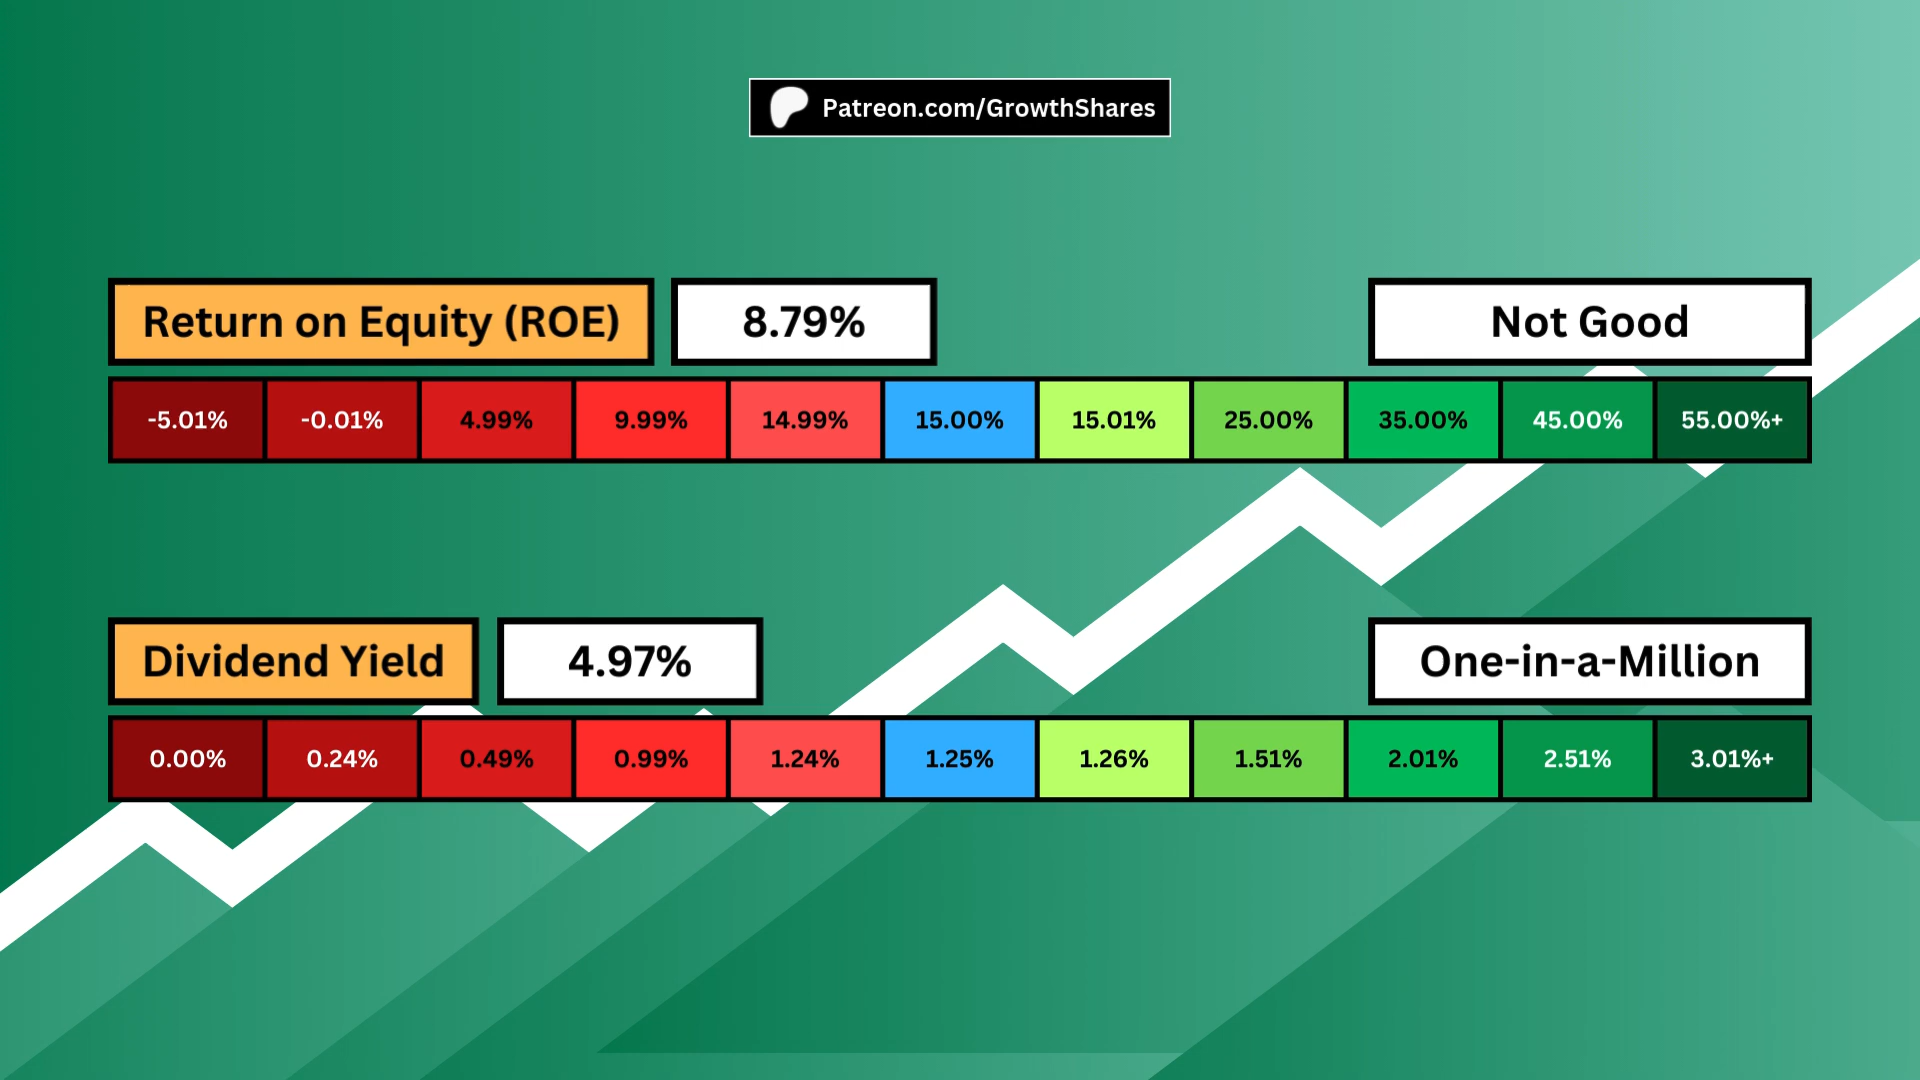 Patreon.com/GrowthShares
Return on Equity (ROE) 8.79% Not Good
-5.01% -0.01% 4.99% 9.99% 14.99% 15.00% 15.01% 25.00% 35.00% 45.00% 55.00%+
Dividend Yield 4.97% One-in-a-Million
0.00% 0.24% 0.49% 0.99% 1.24% 1.25% 1.26% 1.51% 2.01% 2.51% 3.01%+